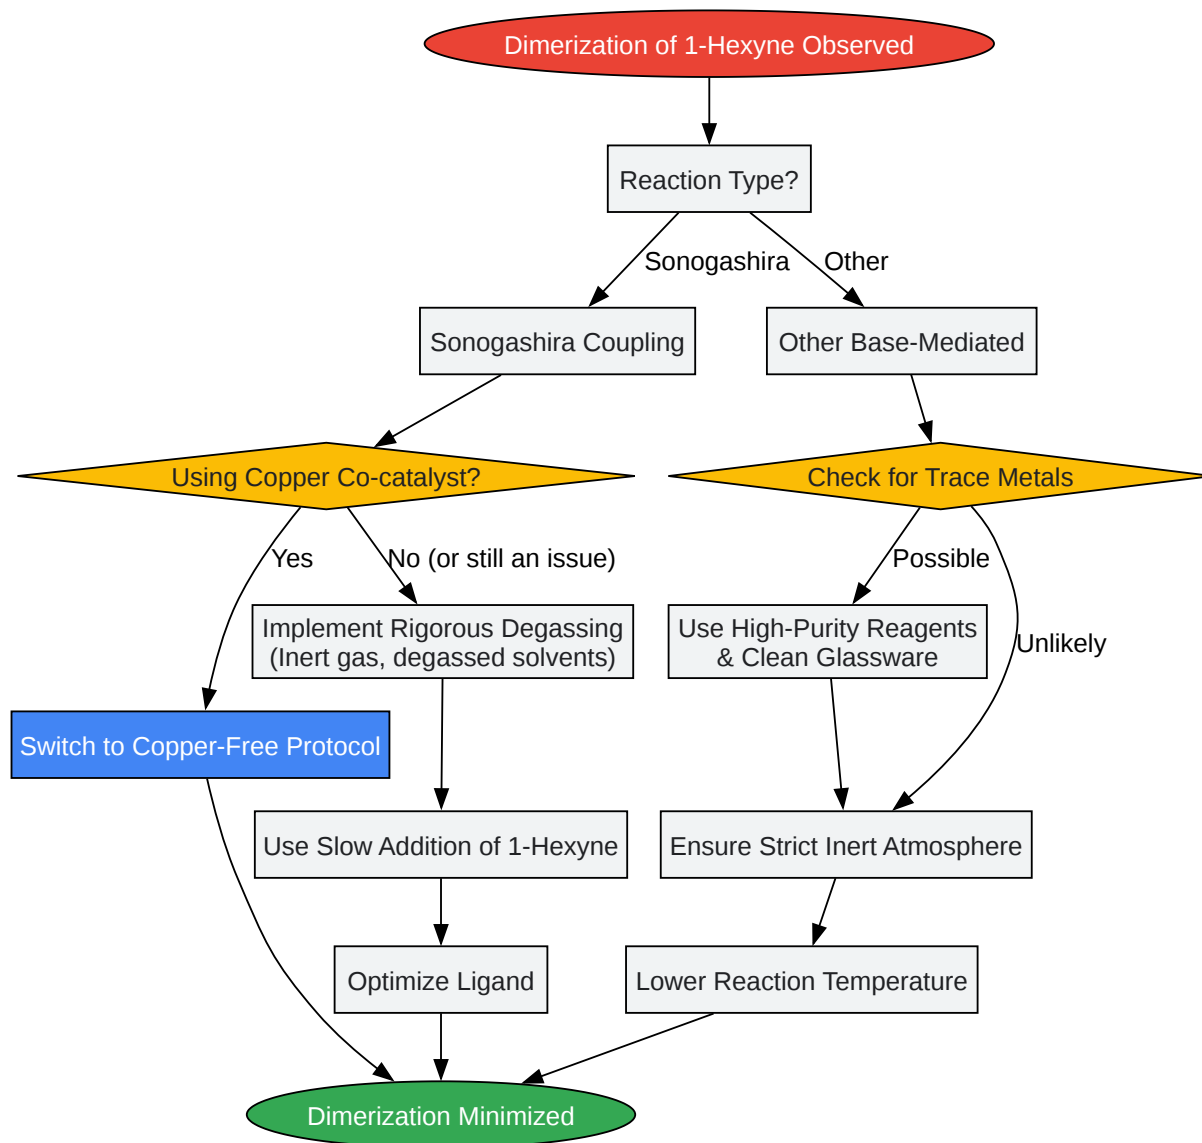 Dimerization of 1-Hexyne Observed
Reaction Type?
Sonogashira
Other
Sonogashira Coupling
Other Base-Mediated
Using Copper Co-catalyst?
Check for Trace Metals
Yes
No (or still an issue)
Possible
Implement Rigorous Degassing
(Inert gas, degassed solvents)
Use High-Purity Reagents
& Clean Glassware
Unlikely
Switch to Copper-Free Protocol
Use Slow Addition of 1-Hexyne
Ensure Strict Inert Atmosphere
Optimize Ligand
Lower Reaction Temperature
Dimerization Minimized